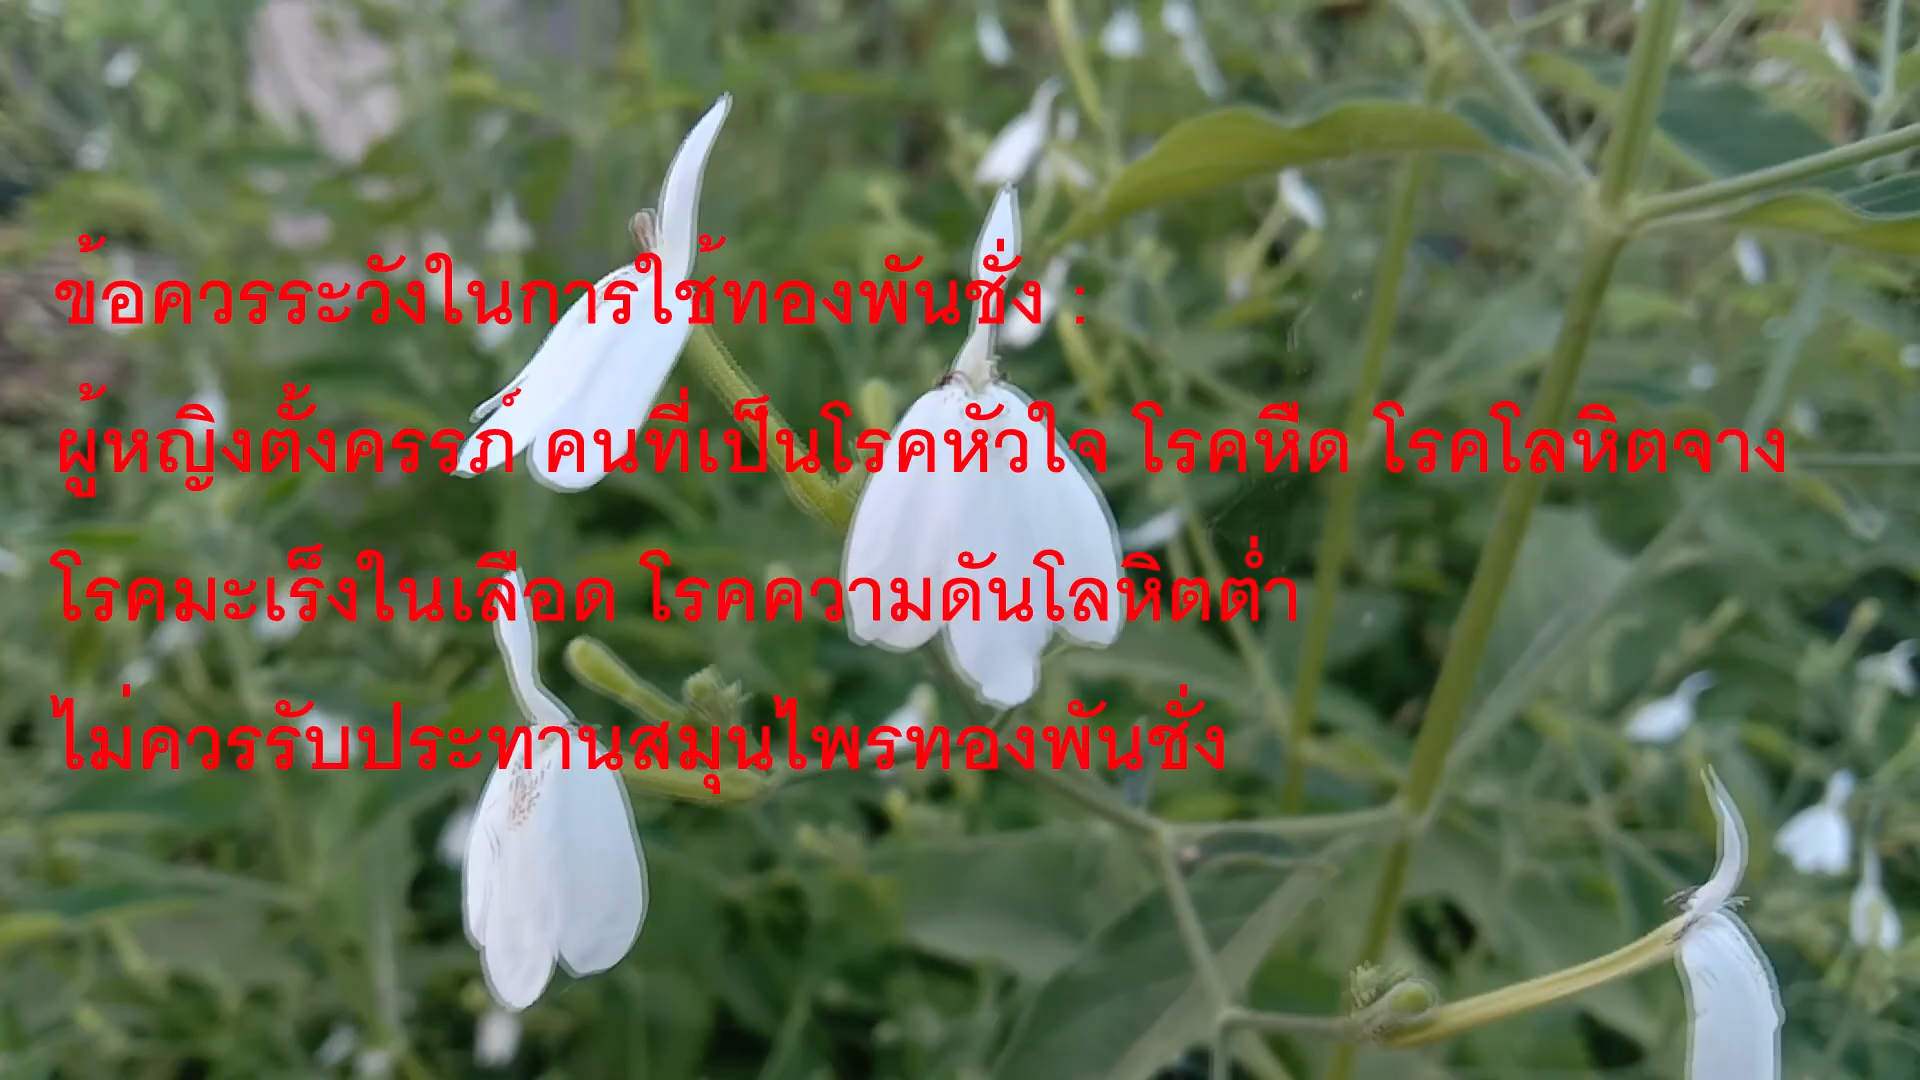 ข้อควรระวังในการใช้ทองพันชั่ง :
ผู้หญิงตั้งครรภ์ คนที่เป็นโรคหัวใจ โรคหืด โรคโลหิตจาง
โรคมะเร็งในเลือด โรคความดันโลหิตต่ำ
ไม่ควรรับประทานสมุนไพรทองพันชั่ง